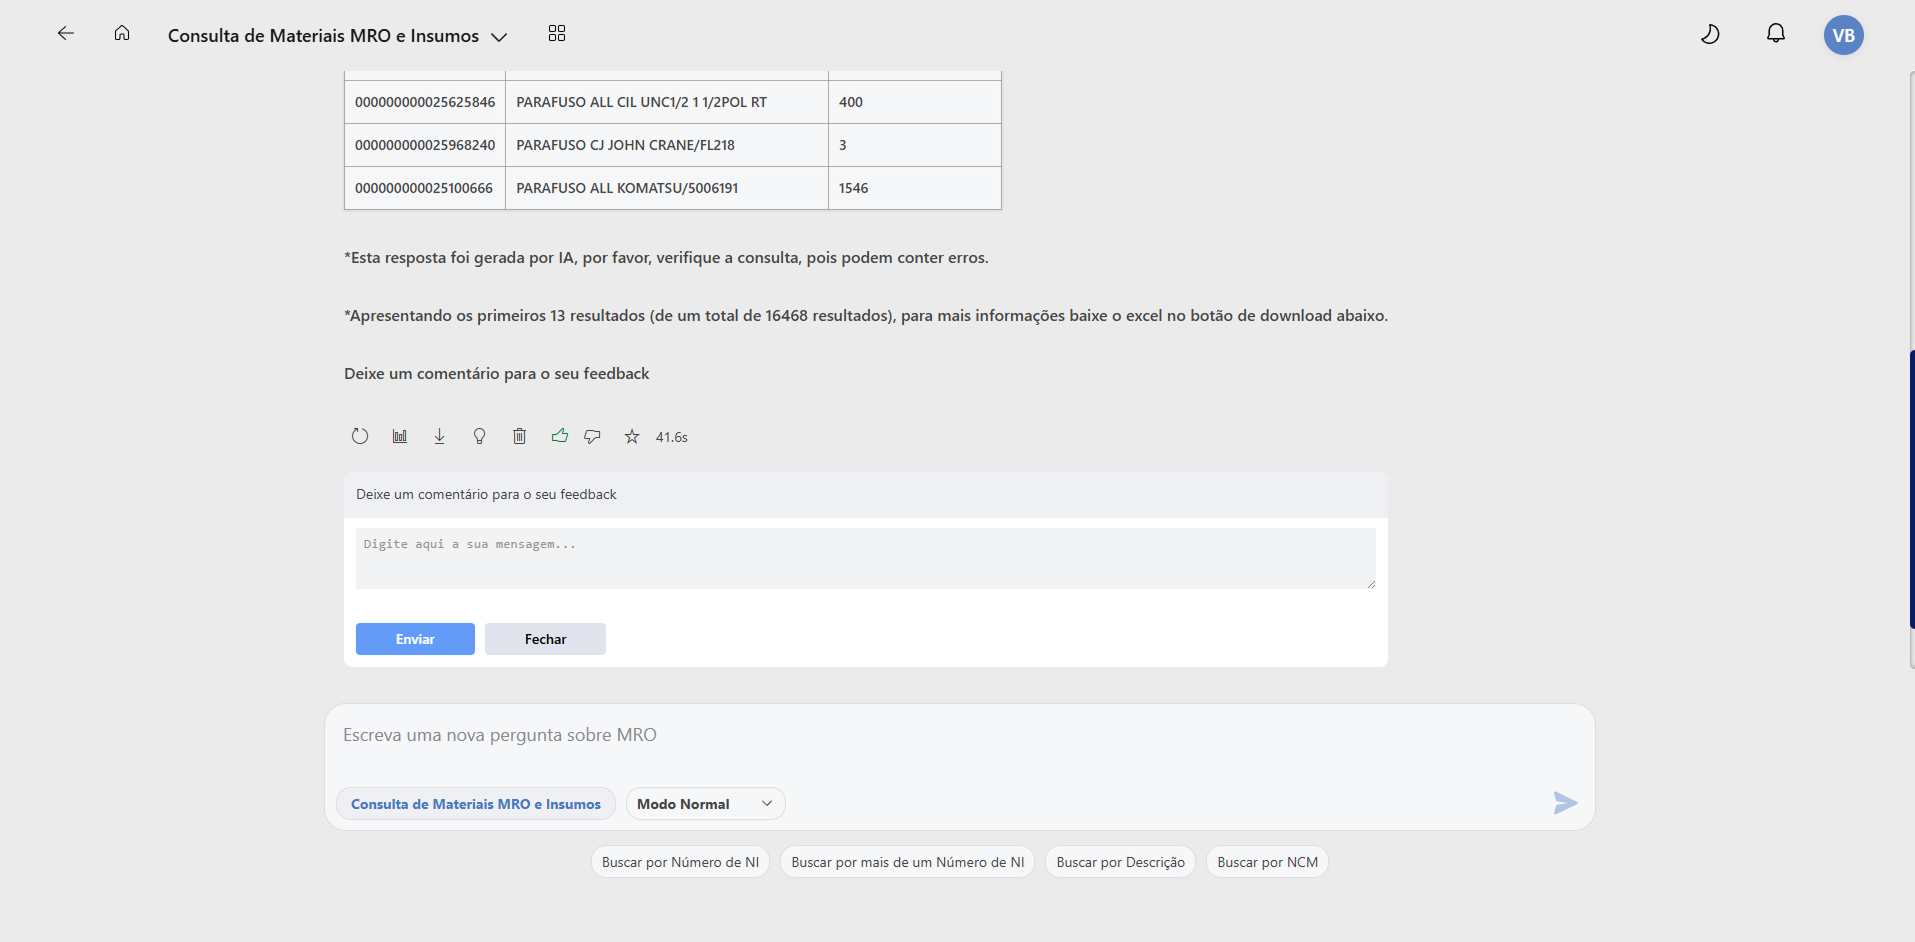 Consulta de Materiais MRO e Insumos
VB
000000000025625846 PARAFUSO ALL CIL UNC1/2 1 1/2POL RT 400
000000000025968240 PARAFUSO CJ JOHN CRANE/FL218 3
000000000025100666 PARAFUSO ALL KOMATSU/5006191 1546
*Esta resposta foi gerada por IA, por favor, verifique a consulta, pois podem conter erros.
*Apresentando os primeiros 13 resultados (de um total de 16468 resultados), para mais informações baixe o excel no botão de download abaixo.
Deixe um comentário para o seu feedback
41.6s
Deixe um comentário para o seu feedback
Digite aqui a sua mensagem...
Enviar Fechar
Escreva uma nova pergunta sobre MRO
Consulta de Materiais MRO e Insumos Modo Normal
Buscar por Número de NI Buscar por mais de um Número de NI Buscar por Descrição Buscar por NCM